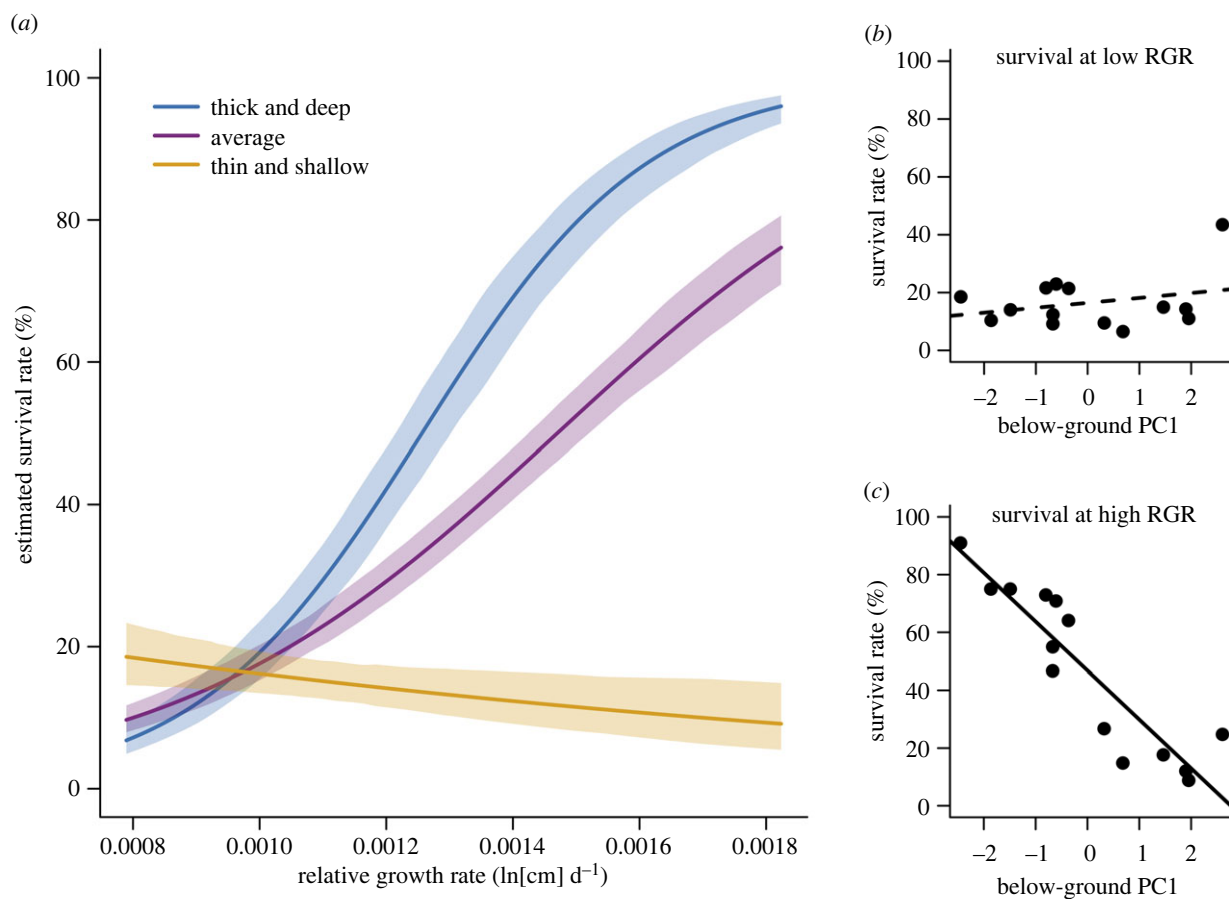 (a)
100
80
60
40
20
0
estimated survival rate (%)
thick and deep
average
thin and shallow
0.0008 0.0010 0.0012 0.0014 0.0016 0.0018
relative growth rate (ln[cm] d⁻¹)
(b)
survival at low RGR
100
80
60
40
20
0
survival rate (%)
–2 –1 0 1 2
below-ground PC1
(c)
survival at high RGR
100
80
60
40
20
0
survival rate (%)
–2 –1 0 1 2
below-ground PC1